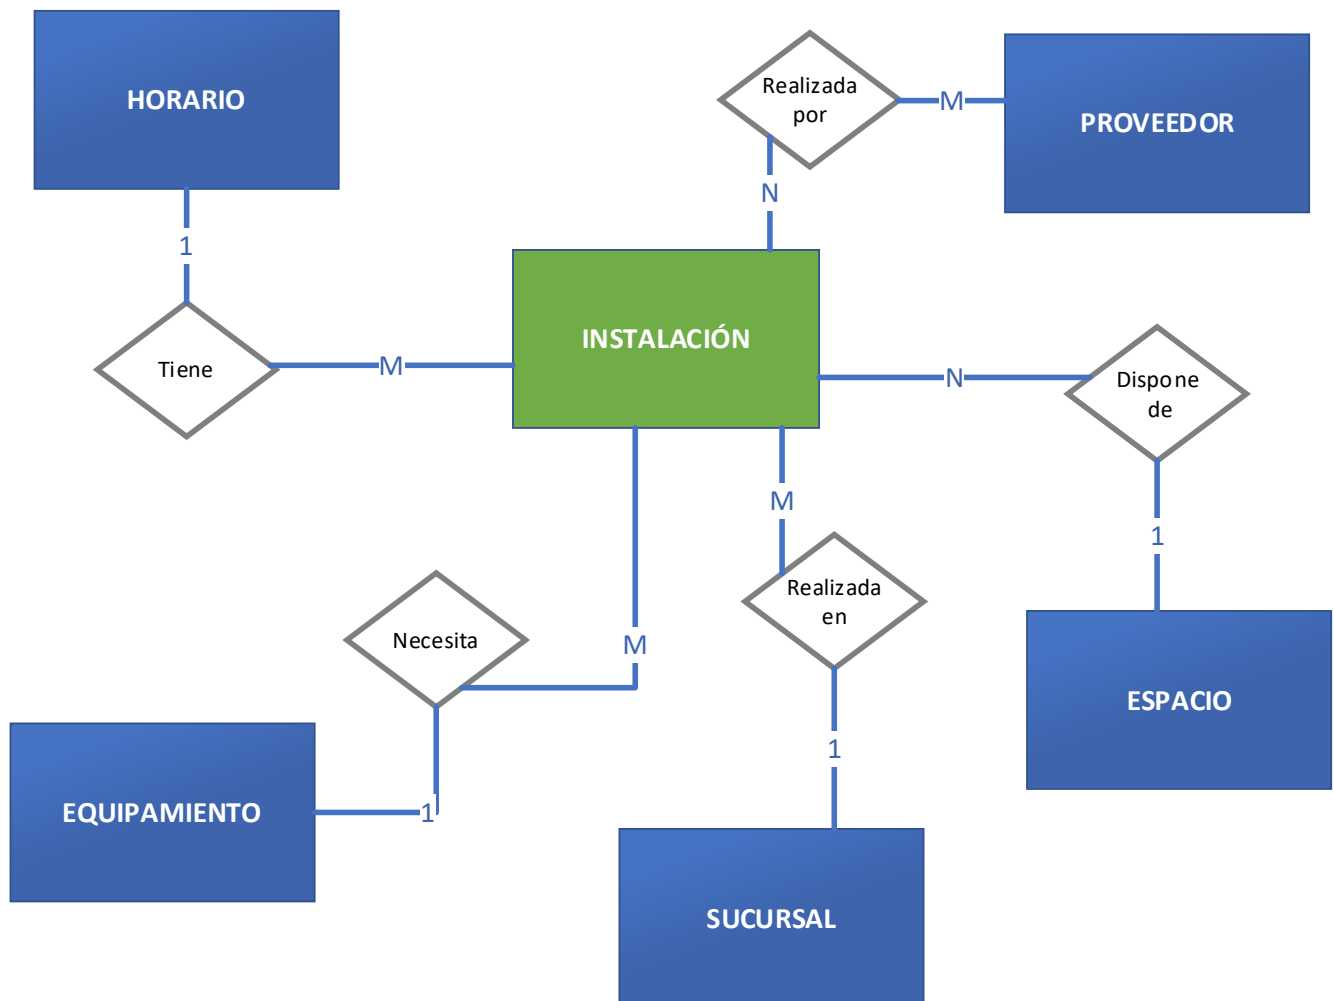 HORARIO
Realizada
por
M
PROVEEDOR
N
1
INSTALACIÓN
Tiene
M
N
Dispone
de
M
1
Realizada
en
Necesita
M
ESPACIO
1
EQUIPAMIENTO
1
SUCURSAL